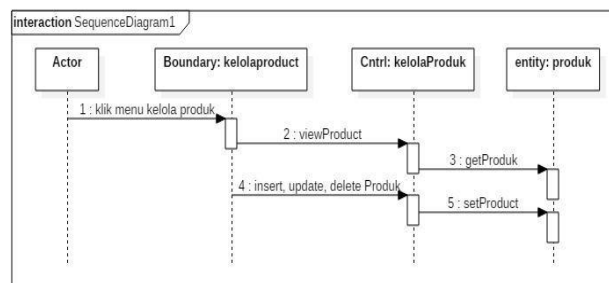 interaction SequenceDiagram1
Actor
Boundary: kelolaproduct
Cntrl: kelolaProduk
entity: produk
1 : klik menu kelola produk
2 : viewProduct
3 : getProduk
4 : insert, update, delete Produk
5 : setProduct